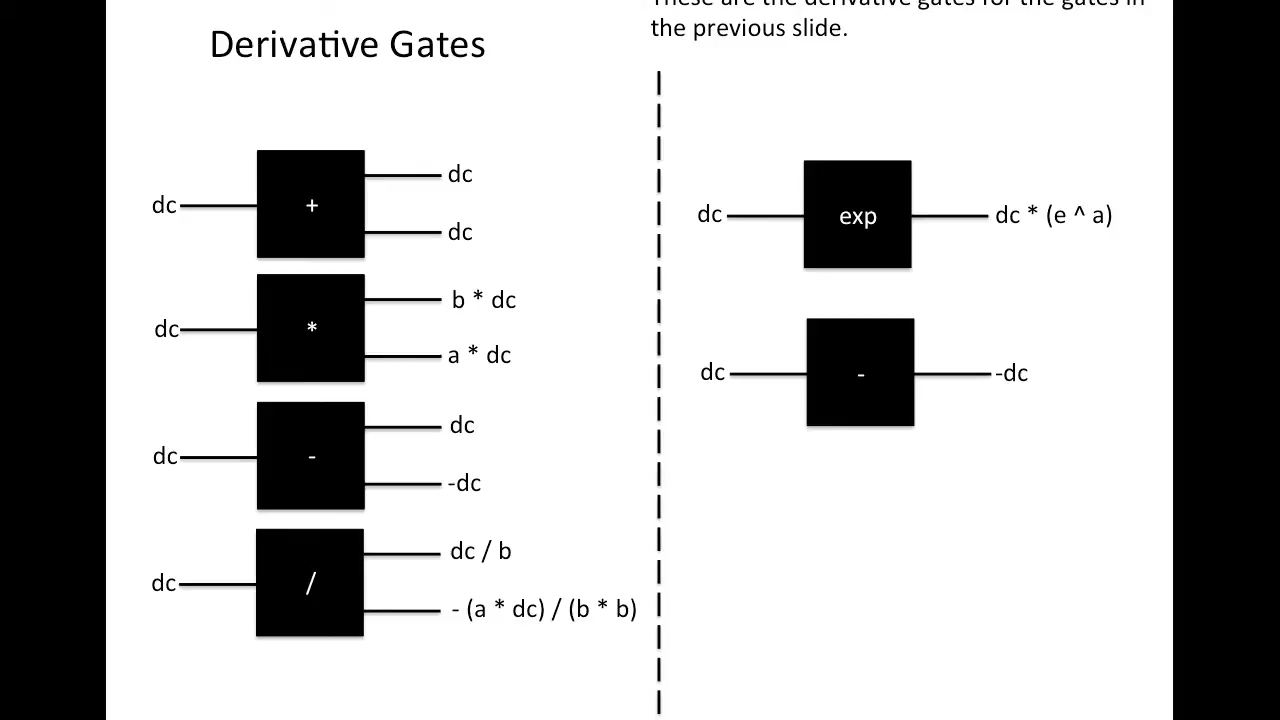 Derivative Gates
These are the derivative gates for the gates in
the previous slide.
dc
+
dc
dc
dc
*
b * dc
a * dc
dc
-
dc
-dc
dc
/
dc / b
- (a * dc) / (b * b)
dc
exp
dc * (e ^ a)
dc
-
-dc